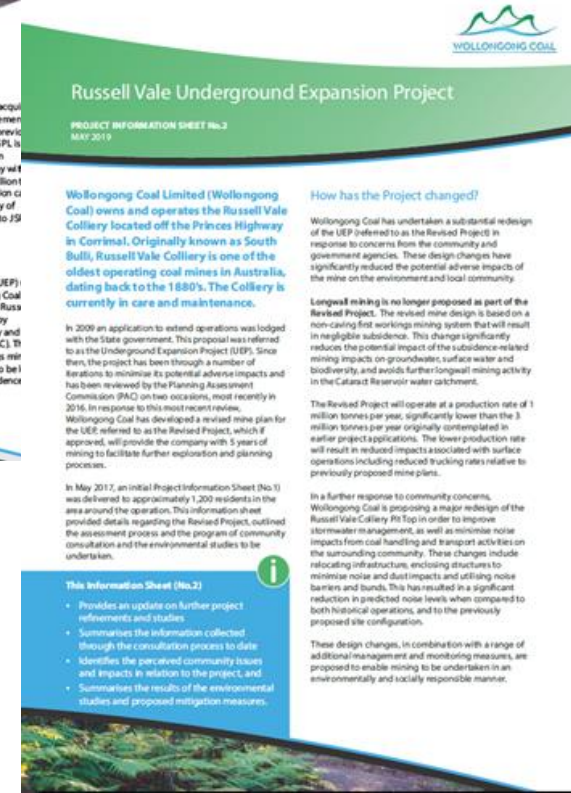 WOLLONGONG COAL
Russell Vale Underground Expansion Project
PROJECT INFORMATION SHEET No.2
MAY 2019
Wollongong Coal Limited (Wollongong
Coal) owns and operates the Russell Vale
Colliery located off the Princes Highway
in Corrimal. Originally known as South
Bulli, Russell Vale Colliery is one of the
oldest operating coal mines in Australia,
dating back to the 1880's. The Colliery is
currently in care and maintenance.
In 2009 an application to extend operations was lodged
with the State government. This proposal was referred
to as the Underground Expansion Project (UEP). Since
then, the project has been through a number of
iterations to minimise its potential adverse impacts and
has been reviewed by the Planning Assessment
Commission (PAC) on two occasions, most recently in
2016. In response to this most recent review,
Wollongong Coal has developed a revised mine plan for
the UEP, referred to as the Revised Project, which if
approved, will provide the company with 5 years of
mining to facilitate further exploration and planning
processes.
In May 2017, an initial Project Information Sheet (No.1)
was delivered to approximately 1,200 residents in the
area around the operation. This information sheet
provided details regarding the Revised Project, outlined
the assessment process and the program of community
consultation and the environmental studies to be
undertaken.
This Information Sheet (No.2)
• Provides an update on further project
refinements and studies
• Summarises the information collected
through the consultation process to date
• Identifies the perceived community issues
and impacts in relation to the project, and
• Summarises the results of the environmental
studies and proposed mitigation measures.
How has the Project changed?
Wollongong Coal has undertaken a substantial redesign
of the UEP (referred to as the Revised Project) in
response to concerns from the community and
government agencies. These design changes have
significantly reduced the potential adverse impacts of
the mine on the environment and local community.
Longwall mining is no longer proposed as part of the
Revised Project. The revised mine design is based on a
non-caving first workings mining system that will result
in negligible subsidence. This change significantly
reduces the potential impact of the subsidence-related
mining impacts on groundwater, surface water and
biodiversity, and avoids further longwall mining activity
in the Cataract Reservoir water catchment.
The Revised Project will operate at a production rate of 1
million tonnes per year, significantly lower than the 3
million tonnes per year originally contemplated in
earlier project applications. The lower production rate
will result in reduced impacts associated with surface
operations including reduced trucking rates relative to
previously proposed mine plans.
In a further response to community concerns,
Wollongong Coal is proposing a major redesign of the
Russell Vale Colliery Pit Top in order to improve
stormwater management, as well as minimise noise
impacts from coal handling and transport activities on
the surrounding community. These changes include
relocating infrastructure, enclosing structures to
minimise noise and dust impacts and utilising noise
barriers and bunds. This has resulted in a significant
reduction in predicted noise levels when compared to
both historical operations, and to the previously
proposed site configuration.
These design changes, in combination with a range of
additional management and monitoring measures, are
proposed to enable mining to be undertaken in an
environmentally and socially responsible manner.